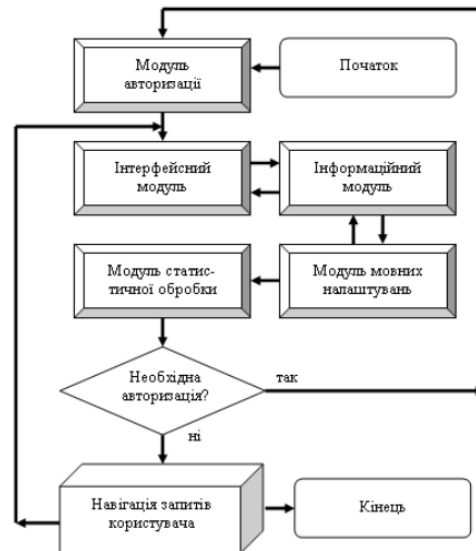 Модуль
авторизації
Початок
Інтерфейсний
модуль
Інформаційний
модуль
Модуль статис-
тичної обробки
Модуль мовних
налаштувань
Необхідна
авторизація?
так
ні
Навігація запитів
користувача
Кінець